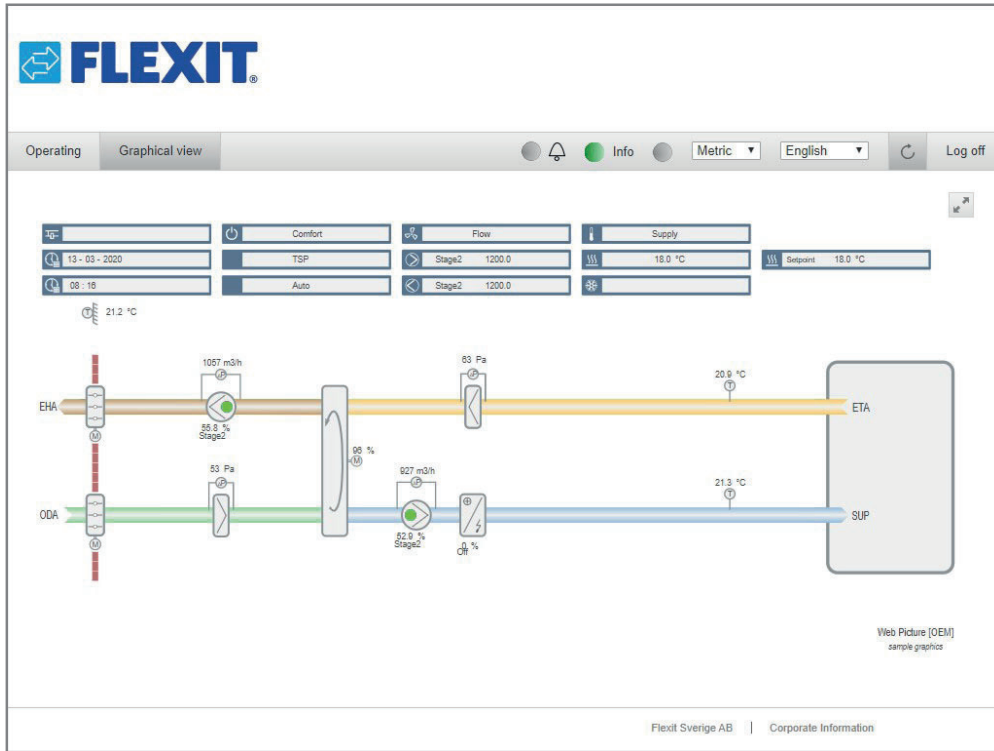 FLEXIT®
Operating Graphical view Info Metric English Log off
Comfort Flow Supply
13 - 03 - 2020 TSP Stage2 1200.0 18.0 °C Setpoint 18.0 °C
08 : 16 Auto Stage2 1200.0
T 21.2 °C
1057 m3/h 63 Pa 20.9 °C
P P T
EHA ETA
M 55.8 %
Stage2
96 %
M
53 Pa 927 m3/h 21.3 °C
P P T
ODA SUP
M 52.9 % 0 %
Stage2 Off
Web Picture [OEM]
sample graphics
Flexit Sverige AB | Corporate Information